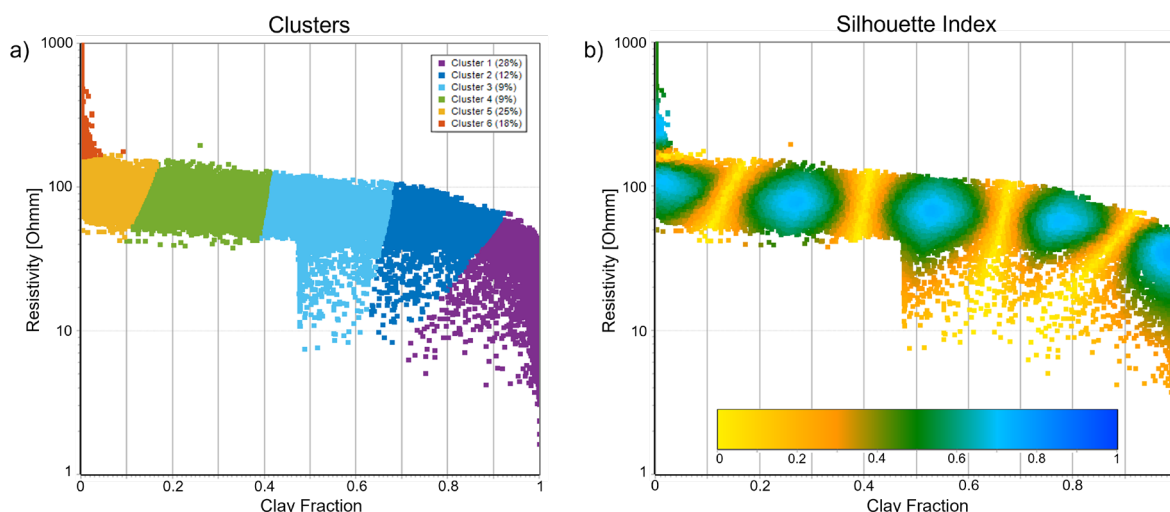 Clusters
a)
1000
100
10
1
Resistivity [Ohmm]
Cluster 1 (28%)
Cluster 2 (12%)
Cluster 3 (9%)
Cluster 4 (9%)
Cluster 5 (25%)
Cluster 6 (18%)
0 0.2 0.4 0.6 0.8 1
Clay Fraction
Silhouette Index
b)
1000
100
10
1
Resistivity [Ohmm]
0 0.2 0.4 0.6 0.8 1
0 0.2 0.4 0.6 0.8
Clay Fraction